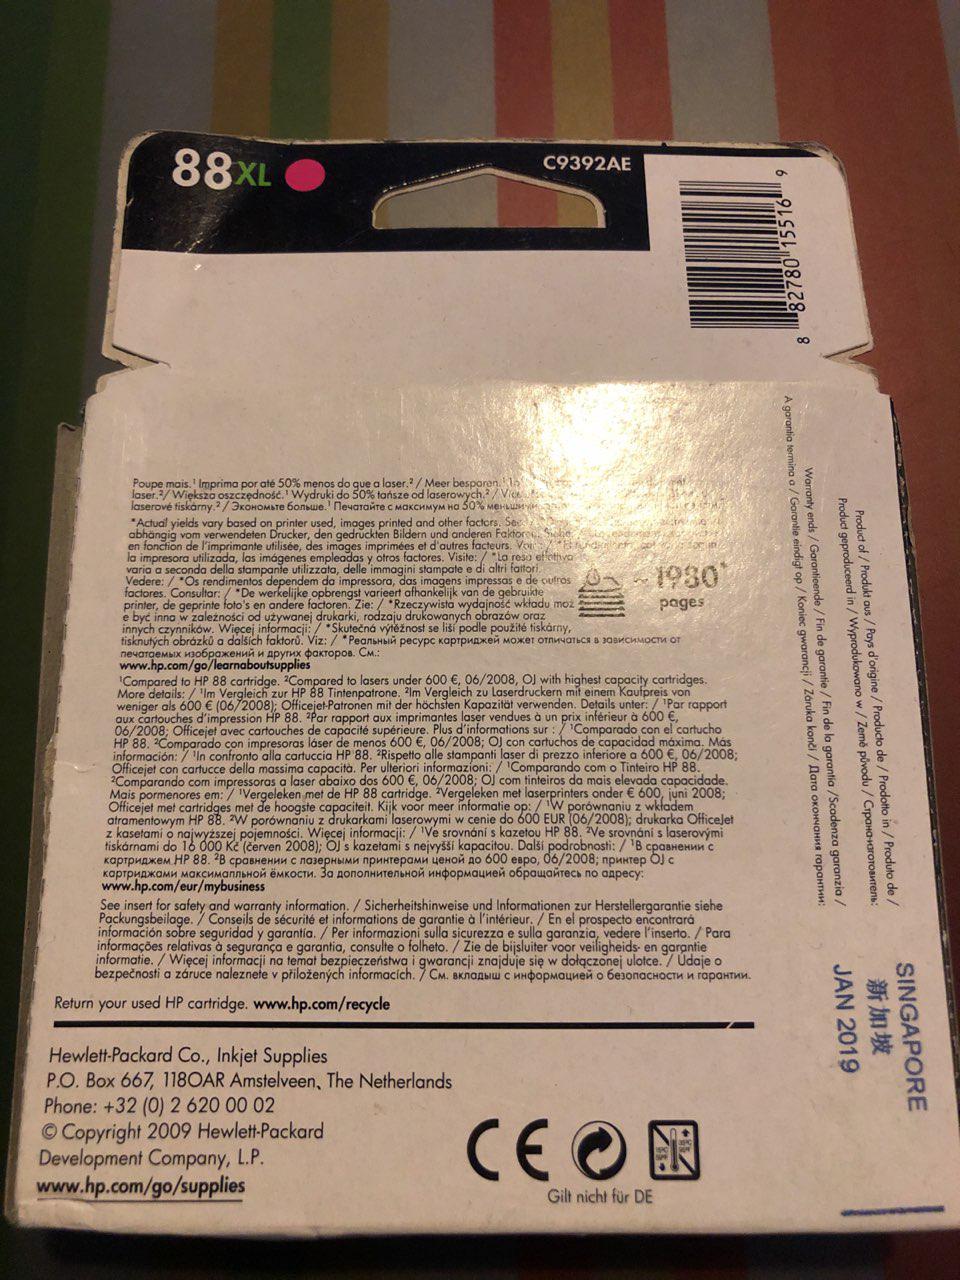 88XL
C9392AE
8 82780 15516 9
Poupe mais.¹ Imprima por até 50% menos do que a laser.² / Meer besparen.¹
laser.² / Większa oszczędność.¹ Wydruki do 50% tańsze od laserowych.² /
laserové tiskárny.² / Экономьте больше.¹ Печатайте с максимум на 50%
*Actual yields vary based on printer used, images printed and other factors.
abhängig vom verwendeten Drucker, den gedruckten Bildern und anderen
en fonction de l'imprimante utilisée, des images imprimées et d'autres facteurs.
la impresora utilizada, las imágenes empleadas y otros factores. Visite: / *La resa effettiva
varia a seconda della stampante utilizzata, delle immagini stampate e di altri fattori.
Vedere: / *Os rendimentos dependem da impressora, das imagens impressas e de outros
factores. Consultar: / *De werkelijke opbrengst varieert afhankelijk van de gebruikte
printer, de geprinte foto's en andere factoren. Zie: / *Rzeczywista wydajność wkładu moż
e być inna w zależności od używanej drukarki, rodzaju drukowanych obrazów oraz
innych czynników. Więcej informacji: / *Skutečná výtěžnost se liší podle použité tiskárny,
tisknutých obrázků a dalších faktorů. Viz: / *Реальный ресурс картриджей может отличаться в зависимости от
печатаемых изображений и других факторов. См.:
www.hp.com/go/learnaboutsupplies
~ 1980*
pages
¹Compared to HP 88 cartridge. ²Compared to lasers under 600 €, 06/2008, OJ with highest capacity cartridges.
More details: / ¹Im Vergleich zur HP 88 Tintenpatrone. ²Im Vergleich zu Laserdruckern mit einem Kaufpreis von
weniger als 600 € (06/2008); Officejet-Patronen mit der höchsten Kapazität verwenden. Details unter: / ¹Par rapport
aux cartouches d'impression HP 88. ²Par rapport aux imprimantes laser vendues à un prix inférieur à 600 €,
06/2008; Officejet avec cartouches de capacité supérieure. Plus d'informations sur : / ¹Comparado con el cartucho
HP 88. ²Comparado con impresoras láser de menos 600 €, 06/2008; OJ con cartuchos de capacidad máxima. Más
información: / ¹In confronto alla cartuccia HP 88. ²Rispetto alle stampanti laser di prezzo inferiore a 600 €, 06/2008;
Officejet con cartucce della massima capacità. Per ulteriori informazioni: / ¹Comparando com o Tinteiro HP 88.
²Comparando com impressoras a laser abaixo dos 600 €, 06/2008; OJ com tinteiros da mais elevada capacidade.
Mais pormenores em: / ¹Vergeleken met de HP 88 cartridge. ²Vergeleken met laserprinters onder € 600, juni 2008;
Officejet met cartridges met de hoogste capaciteit. Kijk voor meer informatie op: / ¹W porównaniu z wkładem
atramentowym HP 88. ²W porównaniu z drukarkami laserowymi w cenie do 600 EUR (06/2008); drukarka OfficeJet
z kasetami o najwyższej pojemności. Więcej informacji: / ¹Ve srovnání s kazetou HP 88. ²Ve srovnání s laserovými
tiskárnami do 16 000 Kč (červen 2008); OJ s kazetami s nejvyšší kapacitou. Další podrobnosti: / ¹В сравнении с
картриджем HP 88. ²В сравнении с лазерными принтерами ценой до 600 евро, 06/2008; принтер OJ с
картриджами максимальной ёмкости. За дополнительной информацией обращайтесь по адресу:
www.hp.com/eur/mybusiness
See insert for safety and warranty information. / Sicherheitshinweise und Informationen zur Herstellergarantie siehe
Packungsbeilage. / Conseils de sécurité et informations de garantie à l'intérieur. / En el prospecto encontrará
información sobre seguridad y garantía. / Per informazioni sulla sicurezza e sulla garanzia, vedere l'inserto. / Para
informações relativas à segurança e garantia, consulte o folheto. / Zie de bijsluiter voor veiligheids- en garantie
informatie. / Więcej informacji na temat bezpieczeństwa i gwarancji znajduje się w dołączonej ulotce. / Údaje o
bezpečnosti a záruce naleznete v přiložených informacích. / См. вкладыш с информацией о безопасности и гарантии.
Return your used HP cartridge. www.hp.com/recycle
Hewlett-Packard Co., Inkjet Supplies
P.O. Box 667, 118OAR Amstelveen, The Netherlands
Phone: +32 (0) 2 620 00 02
© Copyright 2009 Hewlett-Packard
Development Company, L.P.
www.hp.com/go/supplies
CE
Gilt nicht für DE
Product of / Produkt aus / Pays d'origine / Producto de / Prodotto in / Produto de /
Product geproduceerd in / Wyprodukowano w / Země původu / Страна-изготовитель:
Warranty ends / Garantieende / Fin de garantie / Fin de la garantía / Scadenza garanzia /
A garantia termina a / Garantie eindigt op / Koniec gwarancji / Záruka končí / Дата окончания гарантии:
SINGAPORE
新加坡
JAN 2019